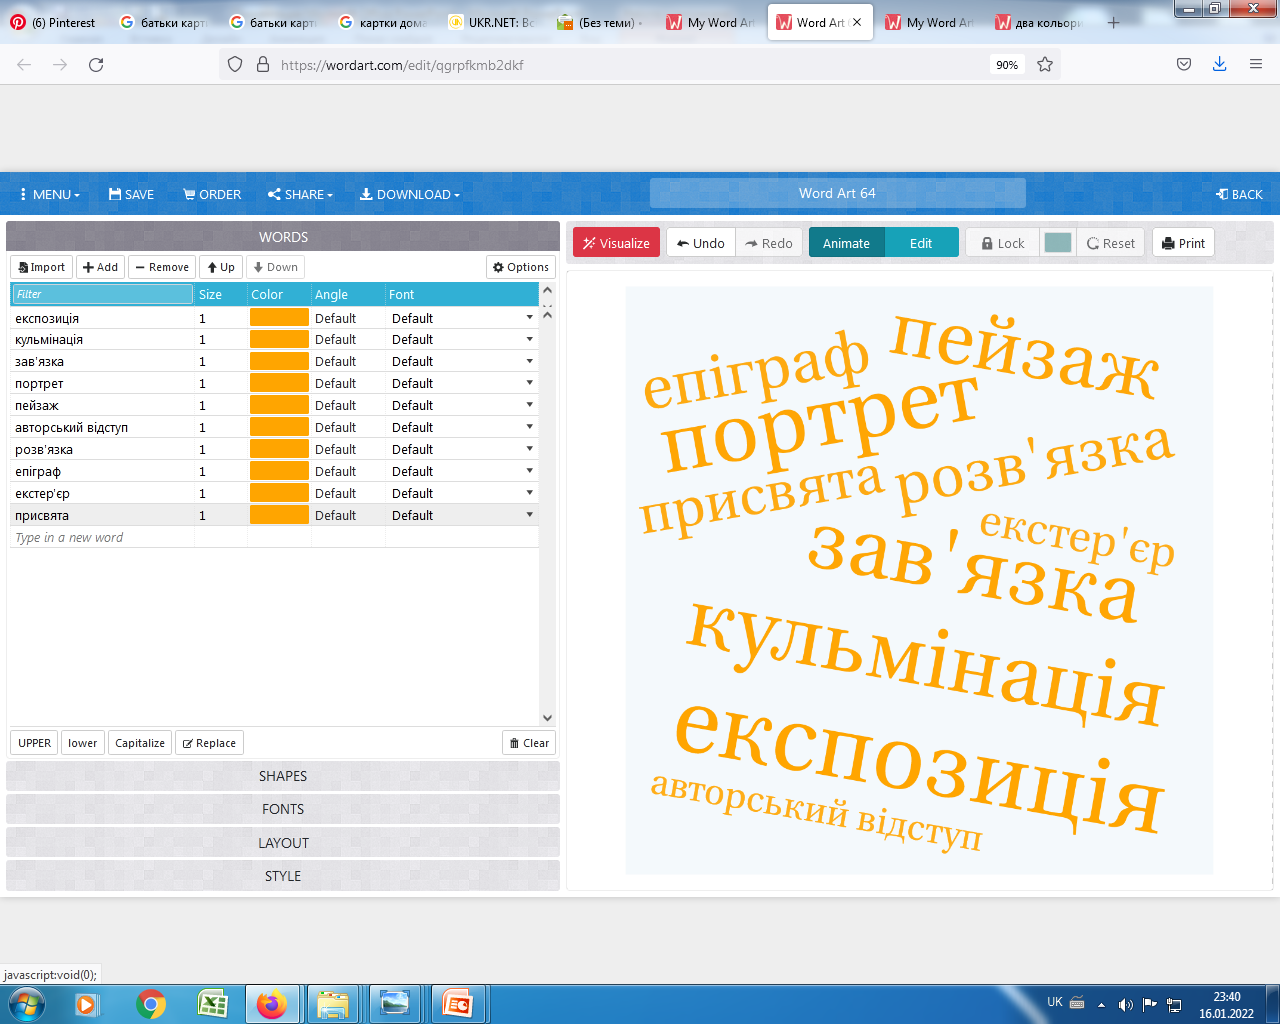 (6) Pinterest
батьки карт
батьки карт
картки дома
UKR.NET: Вс
(Без теми) •
My Word Ar
Word Art
My Word Ar
два кольори
https://wordart.com/edit/qgrpfkmb2dkf
90%
MENU
SAVE
ORDER
SHARE
DOWNLOAD
Word Art 64
BACK
WORDS
Import
Add
Remove
Up
Down
Options
Filter Size Color Angle Font
експозиція 1 Default Default
кульмінація 1 Default Default
зав'язка 1 Default Default
портрет 1 Default Default
пейзаж 1 Default Default
авторський відступ 1 Default Default
розв'язка 1 Default Default
епіграф 1 Default Default
екстер'єр 1 Default Default
присвята 1 Default Default
Type in a new word
UPPER
lower
Capitalize
Replace
Clear
SHAPES
FONTS
LAYOUT
STYLE
Visualize
Undo
Redo
Animate
Edit
Lock
Reset
Print
епіграф
пейзаж
портрет
присвята
розв'язка
екстер'єр
зав'язка
кульмінація
експозиція
авторський відступ
javascript:void(0);
UK
23:40
16.01.2022